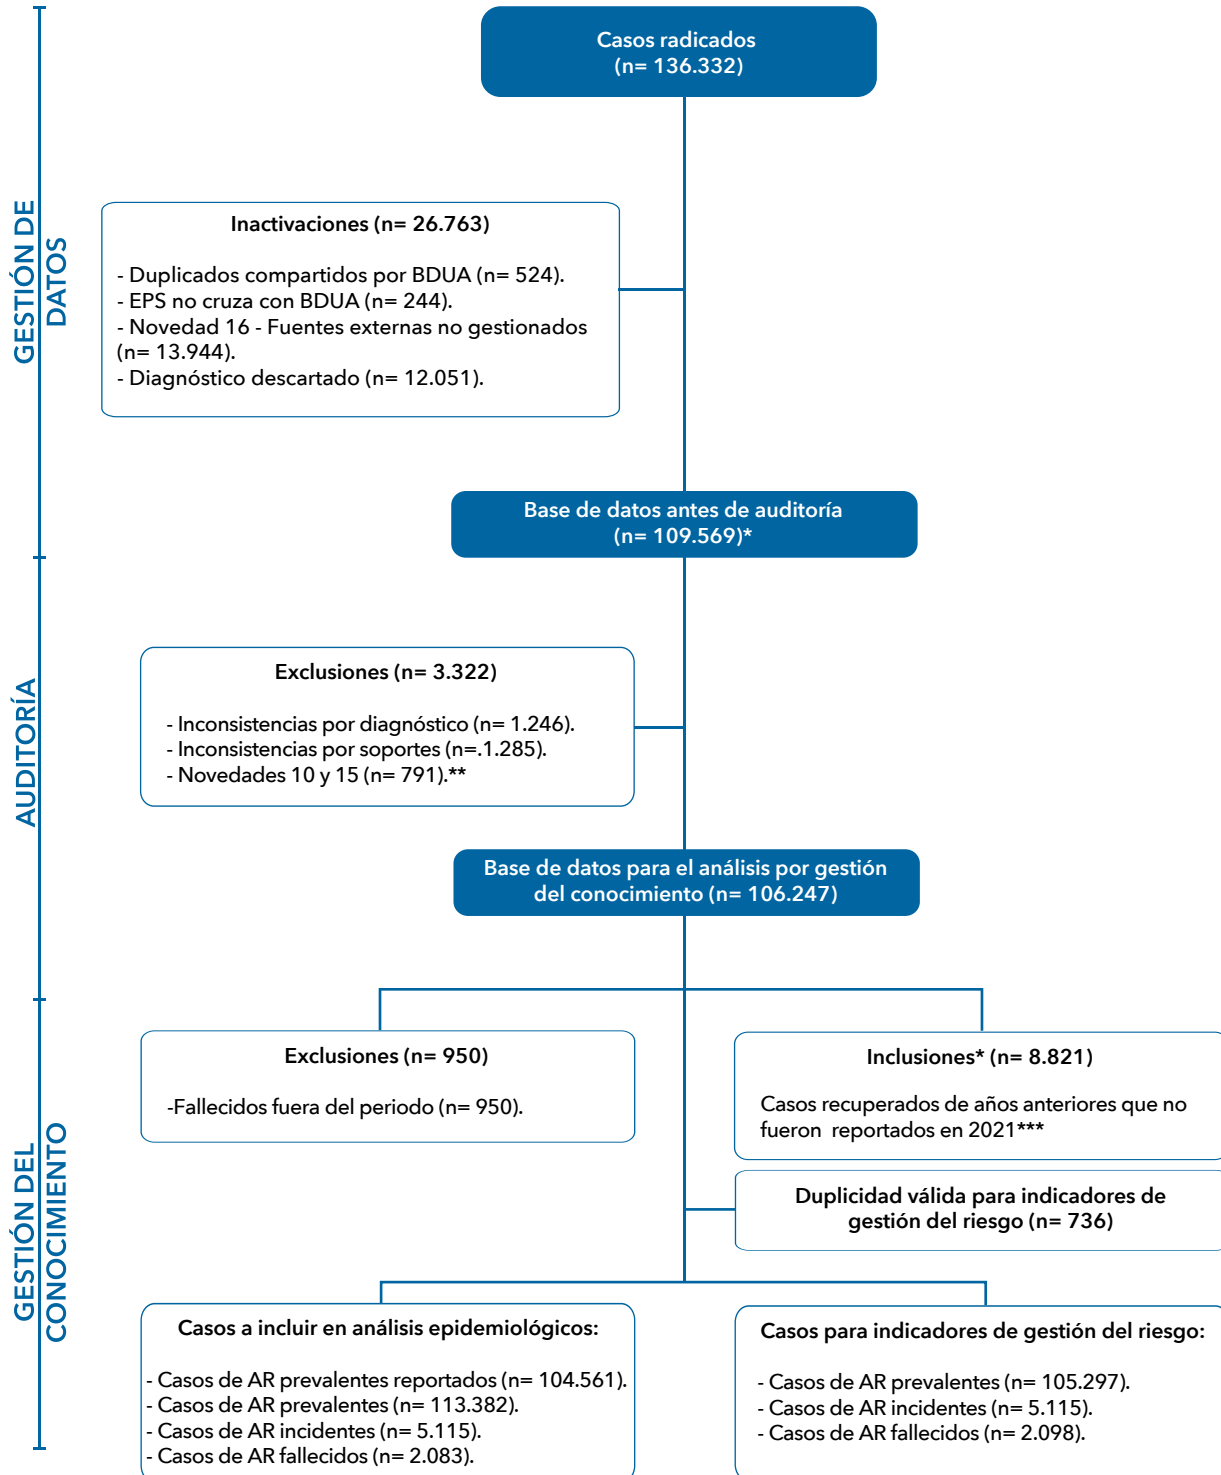 Casos radicados
(n= 136.332)
GESTIÓN DE
DATOS
Inactivaciones (n= 26.763)
- Duplicados compartidos por BDUA (n= 524).
- EPS no cruza con BDUA (n= 244).
- Novedad 16 - Fuentes externas no gestionados
(n= 13.944).
- Diagnóstico descartado (n= 12.051).
Base de datos antes de auditoría
(n= 109.569)*
AUDITORÍA
Exclusiones (n= 3.322)
- Inconsistencias por diagnóstico (n= 1.246).
- Inconsistencias por soportes (n=.1.285).
- Novedades 10 y 15 (n= 791).**
Base de datos para el análisis por gestión
del conocimiento (n= 106.247)
GESTIÓN DEL
CONOCIMIENTO
Exclusiones (n= 950)
-Fallecidos fuera del periodo (n= 950).
Inclusiones* (n= 8.821)
Casos recuperados de años anteriores que no
fueron reportados en 2021***
Duplicidad válida para indicadores de
gestión del riesgo (n= 736)
Casos a incluir en análisis epidemiológicos:
- Casos de AR prevalentes reportado (n= 104.561).
- Casos de AR prevalentes (n= 113.382).
- Casos de AR incidentes (n= 5.115).
- Casos de AR fallecidos (n= 2.083).
Casos para indicadores de gestión del riesgo:
- Casos de AR prevalentes (n= 105.297).
- Casos de AR incidentes (n= 5.115).
- Casos de AR fallecidos (n= 2.098).